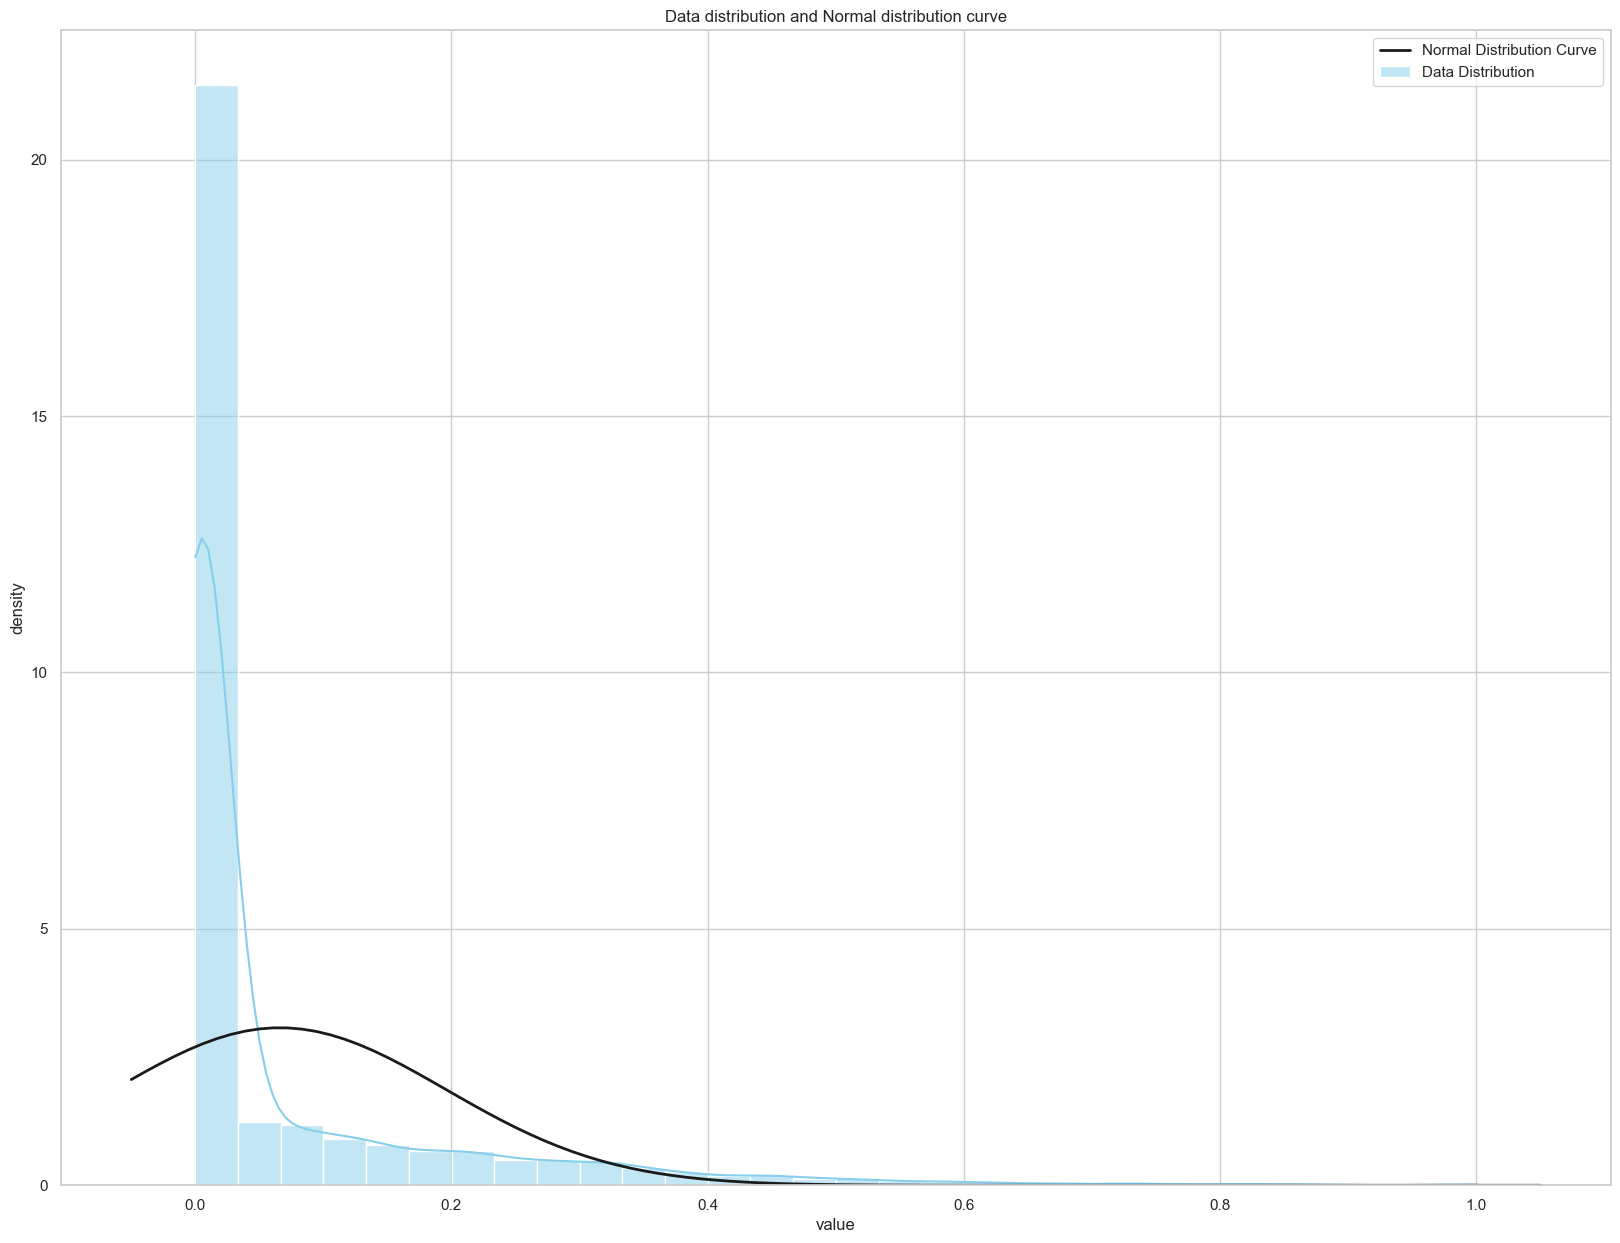 Data distribution and Normal distribution curve
Normal Distribution Curve
Data Distribution
20
15
10
5
0
density
0.0 0.2 0.4 0.6 0.8 1.0
value